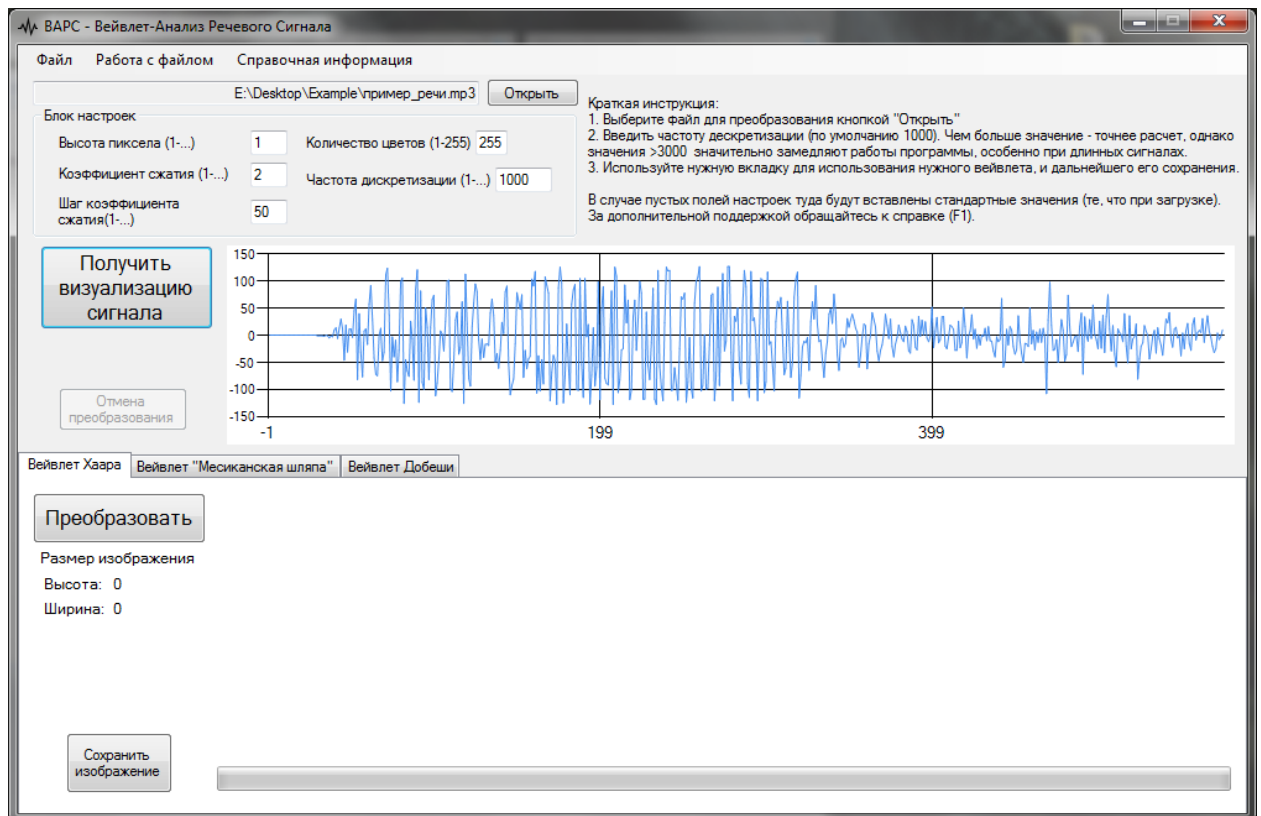 ВАРС - Вейвлет-Анализ Речевого Сигнала
Файл Работа с файлом Справочная информация
E:\Desktop\Example\пример_речи.mp3 Открыть
Блок настроек
Высота пиксела (1-...) 1 Количество цветов (1-255) 255
Коэффициент сжатия (1-...) 2 Частота дискретизации (1-...) 1000
Шаг коэффициента
сжатия(1-...) 50
Краткая инструкция:
1. Выберите файл для преобразования кнопкой "Открыть"
2. Введить частоту дескретизации (по умолчанию 1000). Чем больше значение - точнее расчет, однако
значения >3000 значительно замедляют работы программы, особенно при длинных сигналах.
3. Используйте нужную вкладку для использования нужного вейвлета, и дальнейшего его сохранения.
В случае пустых полей настроек туда будут вставлены стандартные значения (те, что при загрузке).
За дополнительной поддержкой обращайтесь к справке (F1).
Получить
визуализацию
сигнала
Отмена
преобразования
150
100
50
0
-50
-100
-150
-1 199 399
Вейвлет Хаара Вейвлет "Месиканская шляпа" Вейвлет Добеши
Преобразовать
Размер изображения
Высота: 0
Ширина: 0
Сохранить
изображение